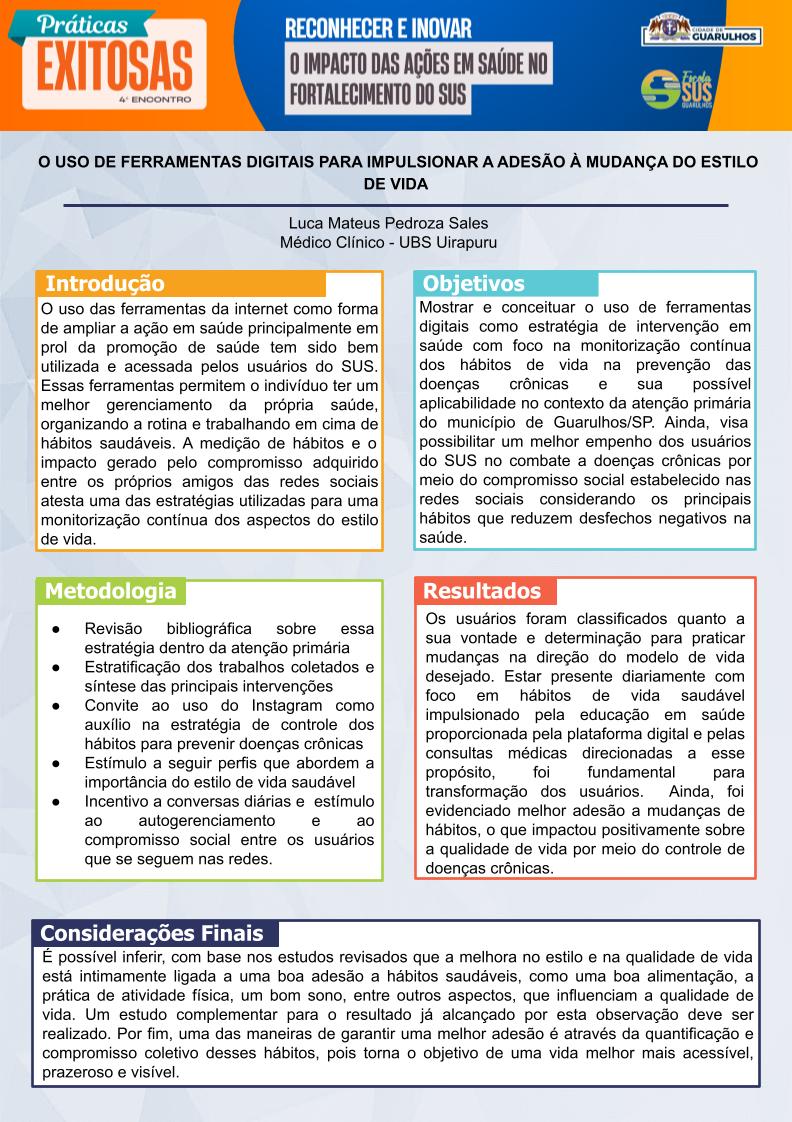 Práticas
EXITOSAS
4º ENCONTRO
RECONHECER E INOVAR
O IMPACTO DAS AÇÕES EM SAÚDE NO
FORTALECIMENTO DO SUS
CIDADE DE
GUARULHOS
Escola
SUS
GUARULHOS
O USO DE FERRAMENTAS DIGITAIS PARA IMPULSIONAR A ADESÃO À MUDANÇA DO ESTILO
DE VIDA
Luca Mateus Pedroza Sales
Médico Clínico - UBS Uirapuru
Introdução
O uso das ferramentas da internet como forma
de ampliar a ação em saúde principalmente em
prol da promoção de saúde tem sido bem
utilizada e acessada pelos usuários do SUS.
Essas ferramentas permitem o indivíduo ter um
melhor gerenciamento da própria saúde,
organizando a rotina e trabalhando em cima de
hábitos saudáveis. A medição de hábitos e o
impacto gerado pelo compromisso adquirido
entre os próprios amigos das redes sociais
atesta uma das estratégias utilizadas para uma
monitorização contínua dos aspectos do estilo
de vida.
Objetivos
Mostrar e conceituar o uso de ferramentas
digitais como estratégia de intervenção em
saúde com foco na monitorização contínua
dos hábitos de vida na prevenção das
doenças crônicas e sua possível
aplicabilidade no contexto da atenção primária
do município de Guarulhos/SP. Ainda, visa
possibilitar um melhor empenho dos usuários
do SUS no combate a doenças crônicas por
meio do compromisso social estabelecido nas
redes sociais considerando os principais
hábitos que reduzem desfechos negativos na
saúde.
Metodologia
● Revisão bibliográfica sobre essa
estratégia dentro da atenção primária
● Estratificação dos trabalhos coletados e
síntese das principais intervenções
● Convite ao uso do Instagram como
auxílio na estratégia de controle dos
hábitos para prevenir doenças crônicas
● Estímulo a seguir perfis que abordem a
importância do estilo de vida saudável
● Incentivo a conversas diárias e estímulo
ao autogerenciamento e ao
compromisso social entre os usuários
que se seguem nas redes.
Resultados
Os usuários foram classificados quanto a
sua vontade e determinação para praticar
mudanças na direção do modelo de vida
desejado. Estar presente diariamente com
foco em hábitos de vida saudável
impulsionado pela educação em saúde
proporcionada pela plataforma digital e pelas
consultas médicas direcionadas a esse
propósito, foi fundamental para
transformação dos usuários. Ainda, foi
evidenciado melhor adesão a mudanças de
hábitos, o que impactou positivamente sobre
a qualidade de vida por meio do controle de
doenças crônicas.
Considerações Finais
É possível inferir, com base nos estudos revisados que a melhora no estilo e na qualidade de vida
está intimamente ligada a uma boa adesão a hábitos saudáveis, como uma boa alimentação, a
prática de atividade física, um bom sono, entre outros aspectos, que influenciam a qualidade de
vida. Um estudo complementar para o resultado já alcançado por esta observação deve ser
realizado. Por fim, uma das maneiras de garantir uma melhor adesão é através da quantificação e
compromisso coletivo desses hábitos, pois torna o objetivo de uma vida melhor mais acessível,
prazeroso e visível.